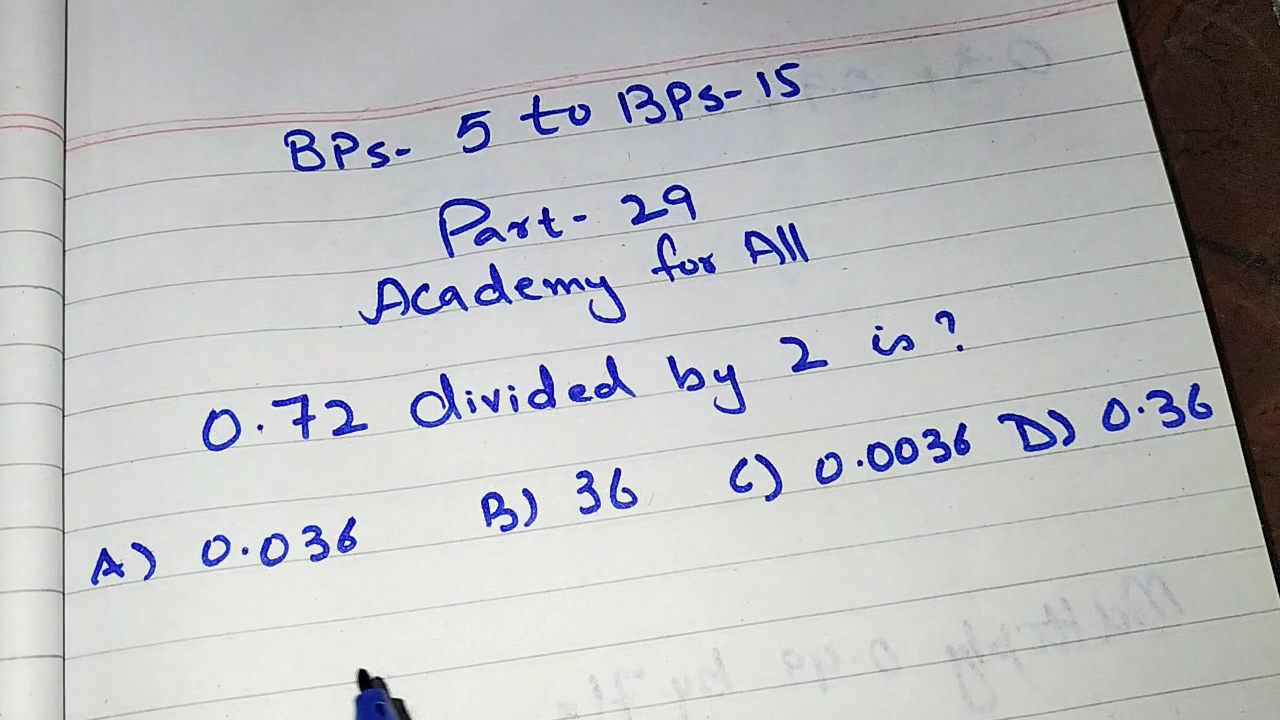 BPs- 5 to BPs-15
Part- 29
Academy for All
0.72 divided by 2 is?
A) 0.036 B) 36 C) 0.0036 D) 0.36